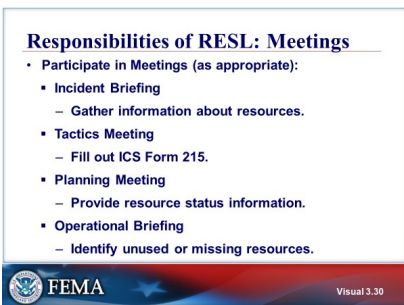 Responsibilities of RESL: Meetings
• Participate in Meetings (as appropriate):
▪ Incident Briefing
– Gather information about resources.
▪ Tactics Meeting
– Fill out ICS Form 215.
▪ Planning Meeting
– Provide resource status information.
▪ Operational Briefing
– Identify unused or missing resources.
FEMA
Visual 3.30